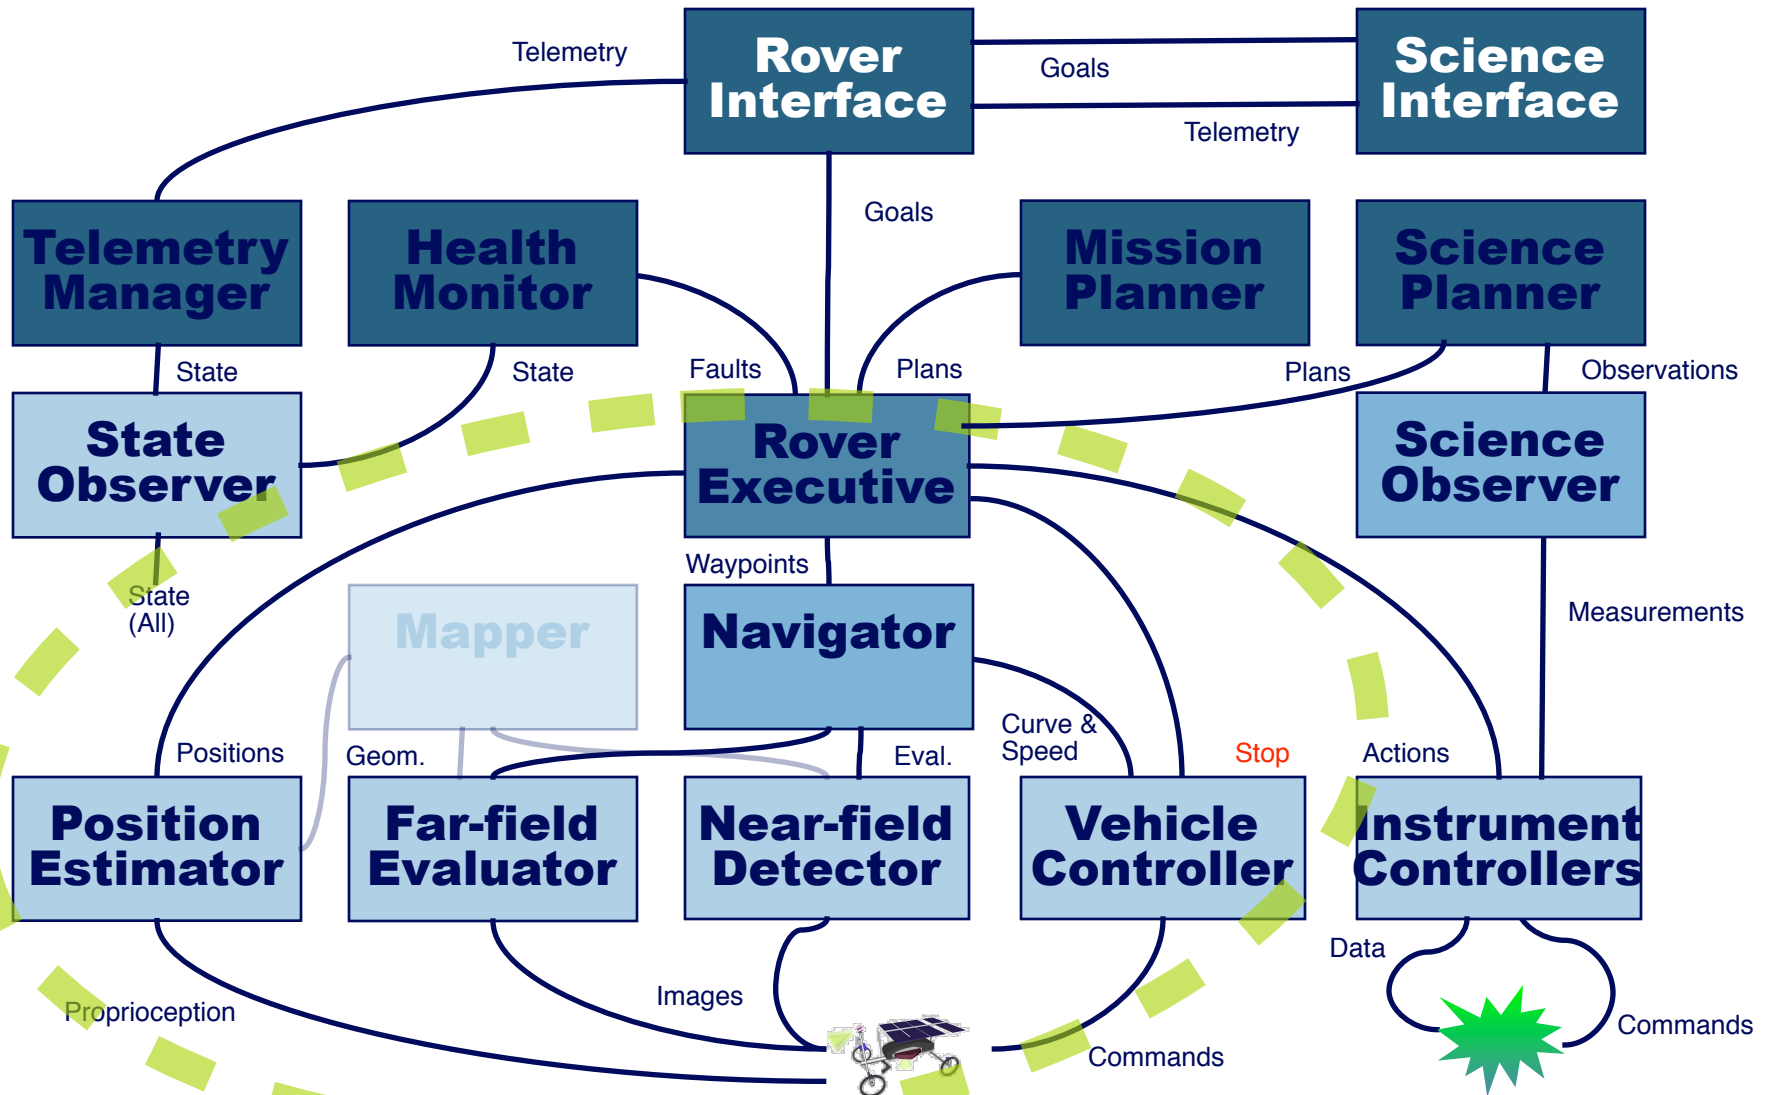 Telemetry
Rover
Interface
Goals
Telemetry
Science
Interface
Telemetry
Manager
Health
Monitor
Goals
Mission
Planner
Science
Planner
State
State
Faults
Plans
Plans
Observations
State
Observer
Rover
Executive
Science
Observer
State
(All)
Waypoints
Mapper
Navigator
Measurements
Positions
Geom.
Eval.
Curve &
Speed
Stop
Actions
Position
Estimator
Far-field
Evaluator
Near-field
Detector
Vehicle
Controller
Instrument
Controllers
Data
Proprioception
Images
Commands
Commands